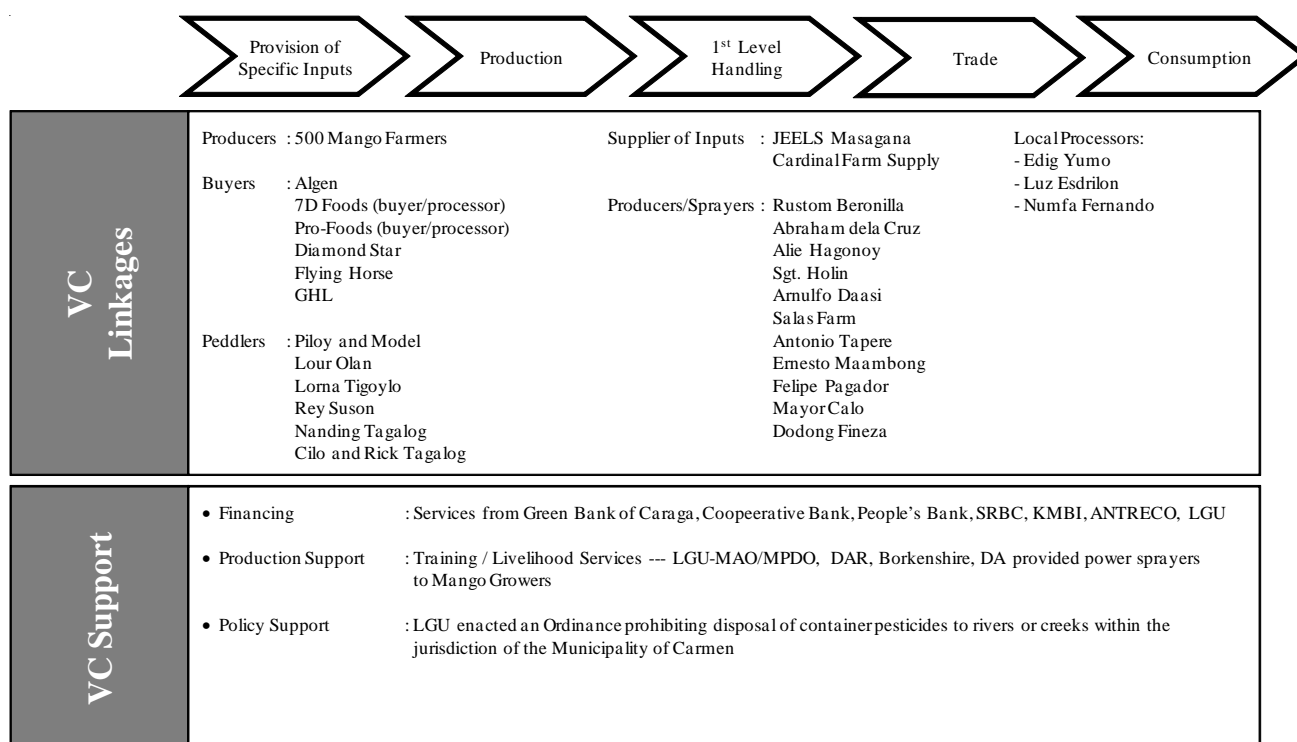 Provision of
Specific Inputs
Production
1st Level
Handling
Trade
Consumption
VC
Linkages
Producers : 500 Mango Farmers
Buyers : Algen
7D Foods (buyer/processor)
Pro-Foods (buyer/processor)
Diamond Star
Flying Horse
GHL
Peddlers : Piloy and Model
Lour Olan
Lorna Tigoylo
Rey Suson
Nanding Tagalog
Cilo and Rick Tagalog
Supplier of Inputs : JEELS Masagana
Cardinal Farm Supply
Producers/Sprayers : Rustom Beronilla
Abraham dela Cruz
Alie Hagonoy
Sgt. Holin
Arnulfo Daasi
Salas Farm
Antonio Tapere
Ernesto Maambong
Felipe Pagador
Mayor Calo
Dodong Fineza
Local Processors:
- Edig Yumo
- Luz Esdrilon
- Numfa Fernando
VC Support
• Financing : Services from Green Bank of Caraga, Coopeerative Bank, People's Bank, SRBC, KMBI, ANTRECO, LGU
• Production Support : Training / Livelihood Services --- LGU-MAO/MPDO, DAR, Borkenshire, DA provided power sprayers
to Mango Growers
• Policy Support : LGU enacted an Ordinance prohibiting disposal of container pesticides to rivers or creeks within the
jurisdiction of the Municipality of Carmen